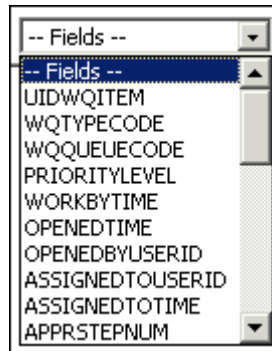 -- Fields --
-- Fields --
UIDWQITEM
WQTYPECODE
WQQUEUECODE
PRIORITYLEVEL
WORKBYTIME
OPENEDTIME
OPENEDBYUSERID
ASSIGNEDTOUSERID
ASSIGNEDTOTIME
APPRSTEPNUM